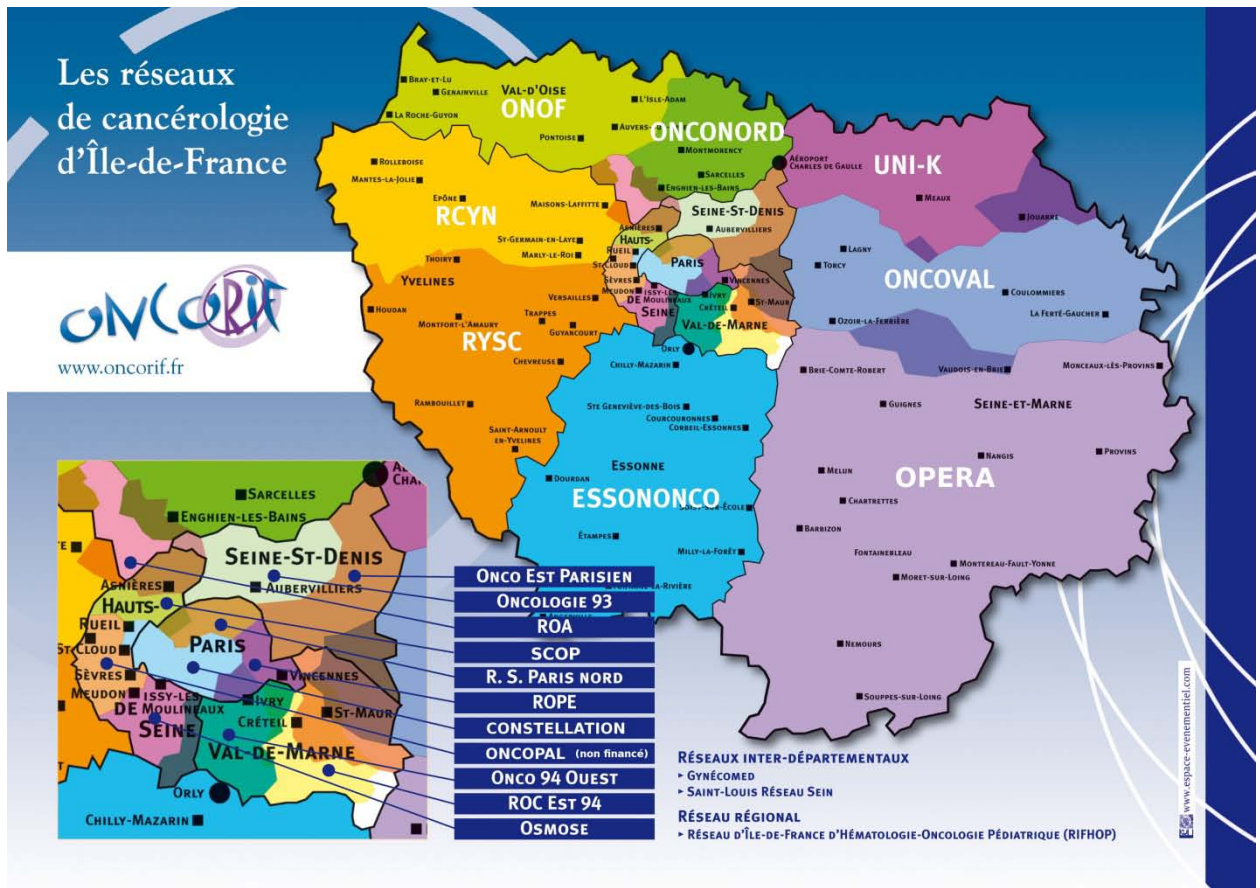 Les réseaux
de cancérologie
d'Île-de-France
ONCORIF
www.oncorif.fr
Bray-et-Lu
Genainville
La Roche-Guyon
Val-d'Oise
ONOF
L'Isle-Adam
Auvers-
Pontoise
ONCONORD
Montmorency
Sarcelles
Enghien-les-Bains
Aéroport
Charles de Gaulle
UNI-K
Meaux
Jouarre
Rolleboise
Mantes-la-Jolie
Epône
RCYN
Maisons-Laffitte
St-Germain-en-Laye
Marly-le-Roi
Seine-St-Denis
Aubervilliers
Asnières
Hauts-
Rueil
St-Cloud
Sèvres
Meudon
Issy-les
de Moulineaux
Seine
Paris
Vincennes
Ivry
Créteil
St-Maur
Val-de-Marne
Orly
Lagny
Torcy
ONCOVAL
Coulommiers
La Ferté-Gaucher
Ozoir-la-Ferrière
Thoiry
Yvelines
Houdan
Montfort-l'Amaury
Trappes
Versailles
Guyancourt
RYSC
Chevreuse
Rambouillet
Saint-Arnoult
en-Yvelines
Chilly-Mazarin
Ste Geneviève-des-Bois
Courcouronnes
Corbeil-Essonnes
Essonne
Dourdan
ESSONONCO
Soisy-sur-École
Étampes
Milly-la-Forêt
la-Rivière
Brie-Comte-Robert
Vaudois-en-Brie
Monceaux-lès-Provins
Guignes
Seine-et-Marne
Nangis
Provins
Melun
OPERA
Chartrettes
Barbizon
Fontainebleau
Montereau-Fault-Yonne
Moret-sur-Loing
Nemours
Souppes-sur-Loing
Sarcelles
Enghien-les-Bains
Seine-St-Denis
Aubervilliers
Asnières
Hauts-
Rueil
St-Cloud
Paris
Sèvres
Vincennes
Meudon
Issy-les
de Moulineaux
Seine
Ivry
Créteil
St-Maur
Val-de-Marne
Orly
Chilly-Mazarin
Onco Est Parisien
Oncologie 93
ROA
SCOP
R. S. Paris nord
ROPE
CONSTELLATION
ONCOPAL (non financé)
Onco 94 Ouest
ROC Est 94
Osmose
Réseaux inter-départementaux
▸ Gynécomed
▸ Saint-Louis Réseau Sein
Réseau régional
▸ Réseau d'Île-de-France d'Hématologie-Oncologie Pédiatrique (RIFHOP)
www.espace-evenementiel.com